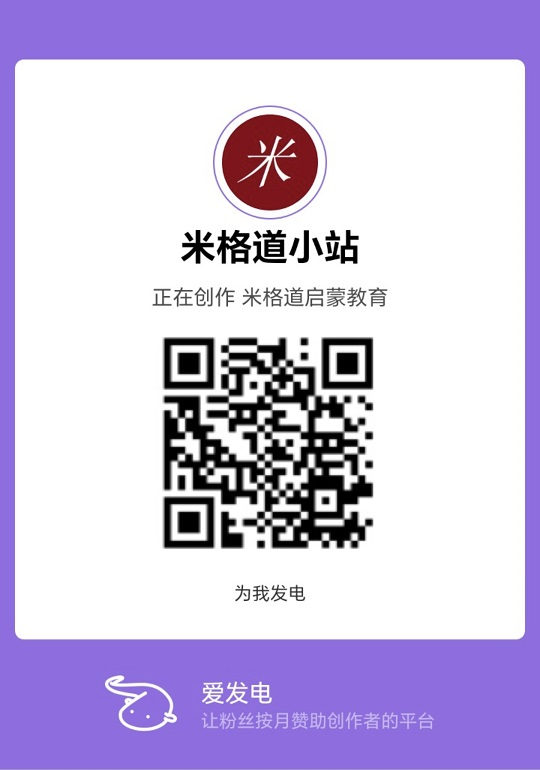 米
米格道小站
正在创作 米格道启蒙教育
为我发电
爱发电
让粉丝按月赞助创作者的平台